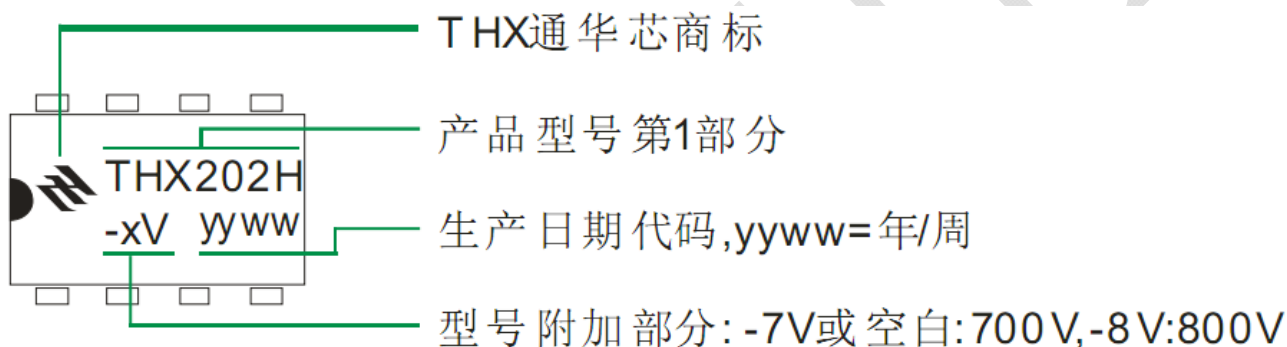 THX通华芯商标
产品型号第1部分
THX202H
-xV yyww
生产日期代码,yyww=年/周
型号附加部分:-7V或空白:700V,-8V:800V